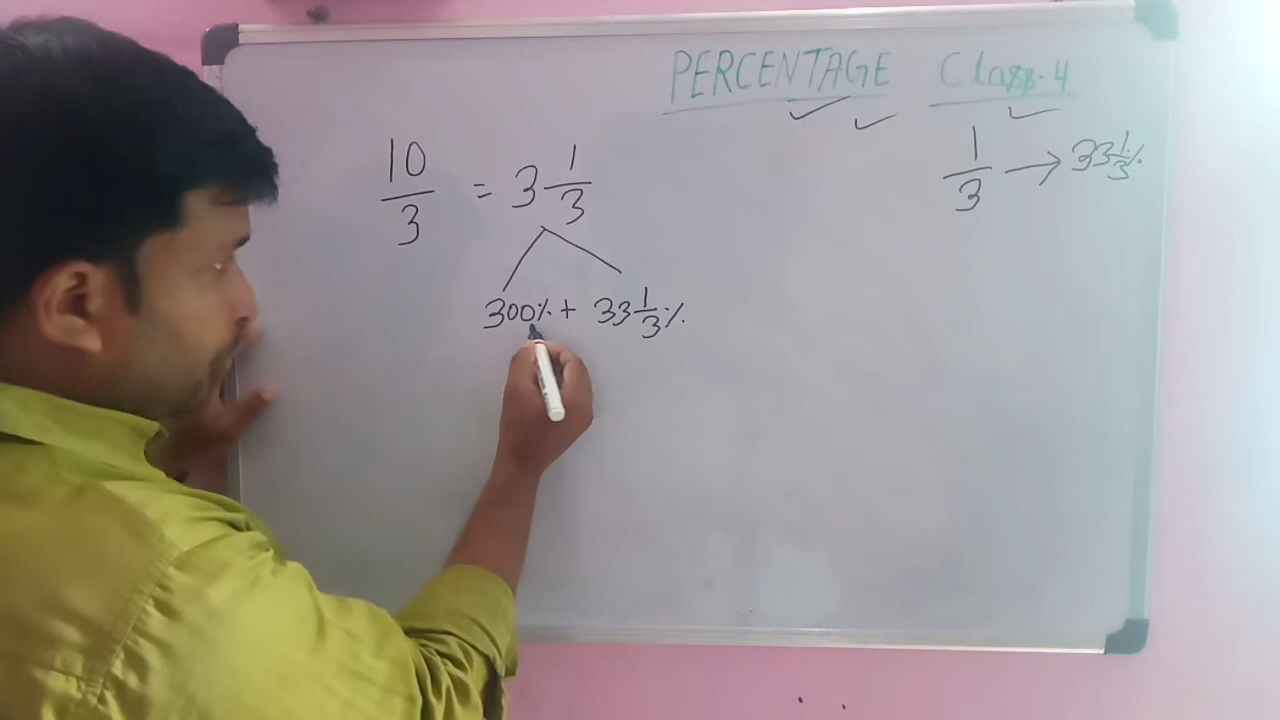 PERCENTAGE Class-4
10/3 = 3 1/3
1/3 → 33 1/3 %
300% + 33 1/3 %